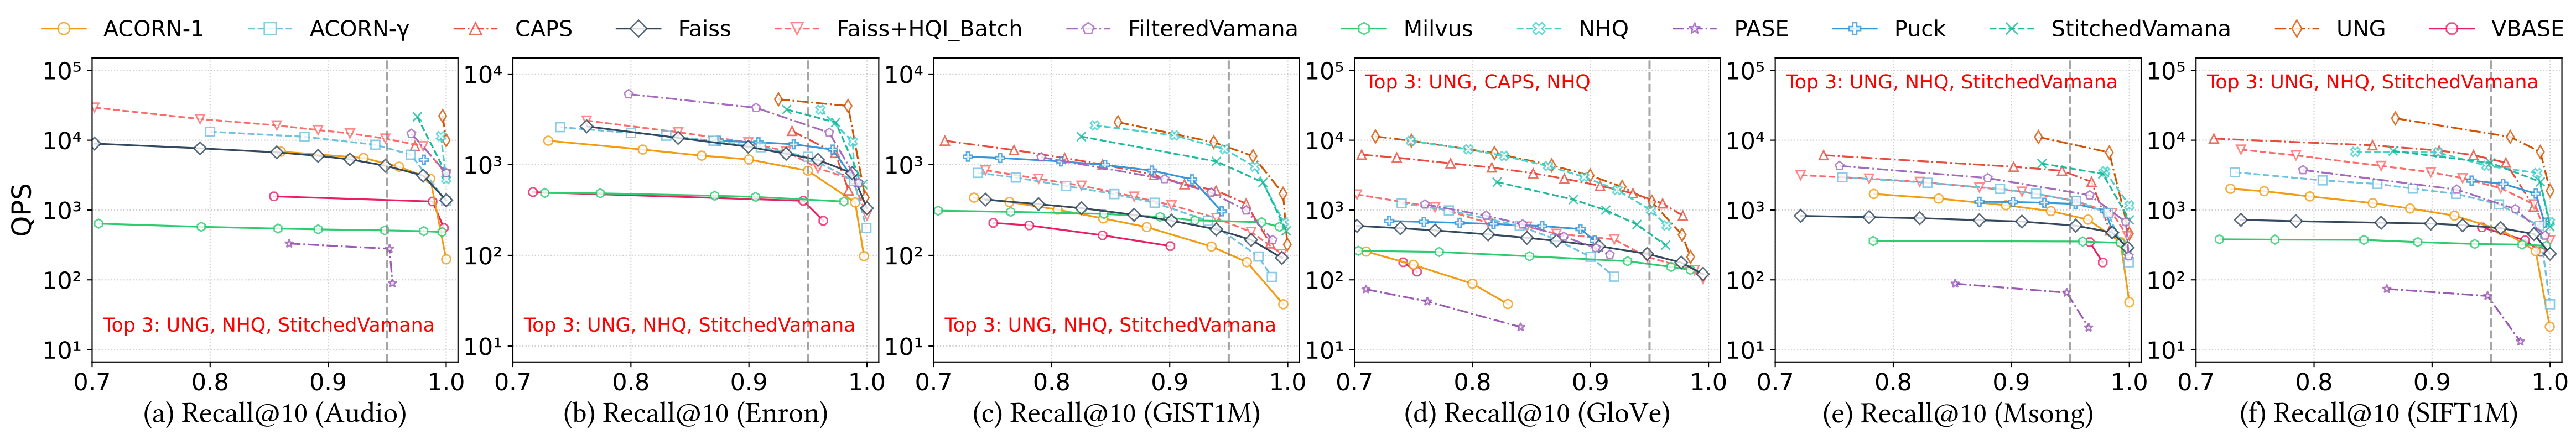 ACORN-1 ACORN-γ CAPS Faiss Faiss+HQI_Batch FilteredVamana Milvus NHQ PASE Puck StitchedVamana UNG VBASE
QPS
10⁵
10⁴
10³
10²
10¹
Top 3: UNG, NHQ, StitchedVamana
0.7 0.8 0.9 1.0
(a) Recall@10 (Audio)
10⁴
10³
10²
10¹
Top 3: UNG, NHQ, StitchedVamana
0.7 0.8 0.9 1.0
(b) Recall@10 (Enron)
10⁴
10³
10²
10¹
Top 3: UNG, NHQ, StitchedVamana
0.7 0.8 0.9 1.0
(c) Recall@10 (GIST1M)
Top 3: UNG, CAPS, NHQ
10⁵
10⁴
10³
10²
10¹
0.7 0.8 0.9 1.0
(d) Recall@10 (GloVe)
Top 3: UNG, NHQ, StitchedVamana
10⁵
10⁴
10³
10²
10¹
0.7 0.8 0.9 1.0
(e) Recall@10 (Msong)
Top 3: UNG, NHQ, StitchedVamana
10⁵
10⁴
10³
10²
10¹
0.7 0.8 0.9 1.0
(f) Recall@10 (SIFT1M)